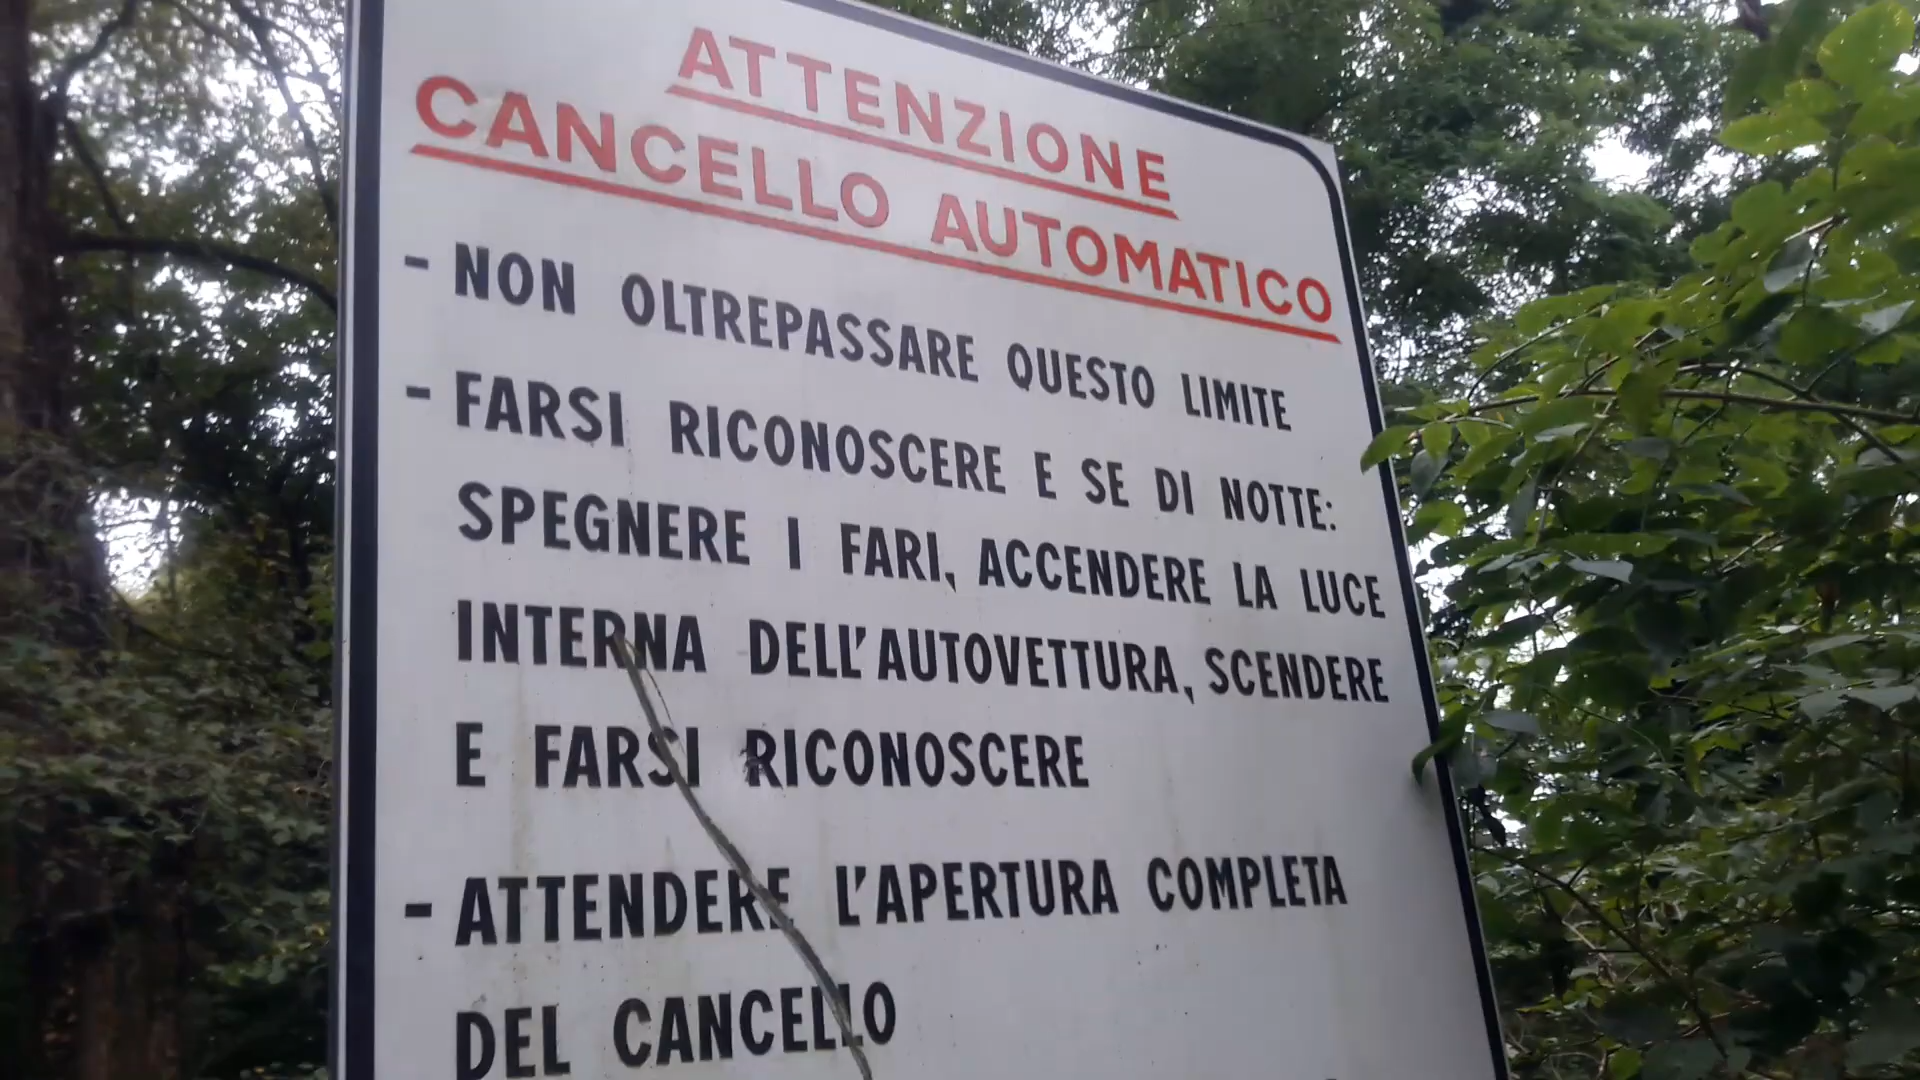 ATTENZIONE
CANCELLO AUTOMATICO
- NON OLTREPASSARE QUESTO LIMITE
- FARSI RICONOSCERE E SE DI NOTTE:
SPEGNERE I FARI, ACCENDERE LA LUCE
INTERNA DELL'AUTOVETTURA, SCENDERE
E FARSI RICONOSCERE
- ATTENDERE L'APERTURA COMPLETA
DEL CANCELLO